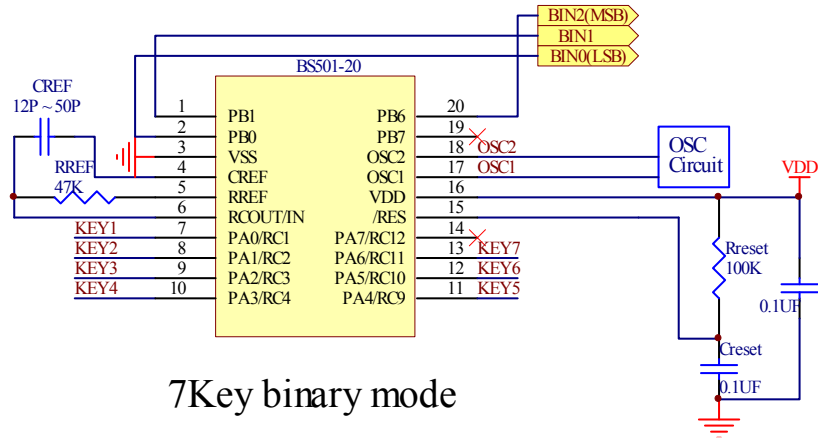 BIN2(MSB)
BIN1
BIN0(LSB)
BS501-20
CREF
12P ~ 50P
RREF
47K
1 PB1 PB6 20
2 PB0 PB7 19
3 VSS OSC2 18 OSC2
4 CREF OSC1 17 OSC1
5 RREF VDD 16
6 RCOUT/IN /RES 15
KEY1 7 PA0/RC1 PA7/RC12 14
KEY2 8 PA1/RC2 PA6/RC11 13 KEY7
KEY3 9 PA2/RC3 PA5/RC10 12 KEY6
KEY4 10 PA3/RC4 PA4/RC9 11 KEY5
OSC
Circuit
VDD
Rreset
100K
0.1UF
Creset
0.1UF
7Key binary mode